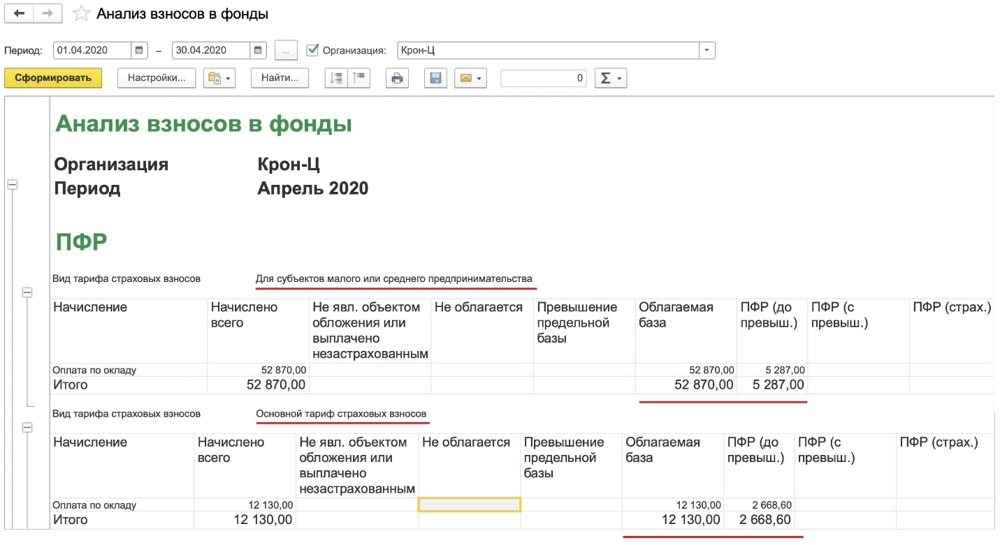 Анализ взносов в фонды
Период: 01.04.2020 – 30.04.2020 ... Организация: Крон-Ц
Сформировать Настройки... Найти... 0 Σ
Анализ взносов в фонды
Организация Крон-Ц
Период Апрель 2020
ПФР
Вид тарифа страховых взносов Для субъектов малого или среднего предпринимательства
Начисление Начислено Не явл. объектом Не облагается Превышение Облагаемая ПФР (до ПФР (с ПФР (страх.)
всего обложения или предельной база превыш.) превыш.)
выплачено базы
незастрахованным
Оплата по окладу 52 870,00 52 870,00 5 287,00
Итого 52 870,00 52 870,00 5 287,00
Вид тарифа страховых взносов Основной тариф страховых взносов
Начисление Начислено Не явл. объектом Не облагается Превышение Облагаемая ПФР (до ПФР (с ПФР (страх.)
всего обложения или предельной база превыш.) превыш.)
выплачено базы
незастрахованным
Оплата по окладу 12 130,00 12 130,00 2 668,60
Итого 12 130,00 12 130,00 2 668,60